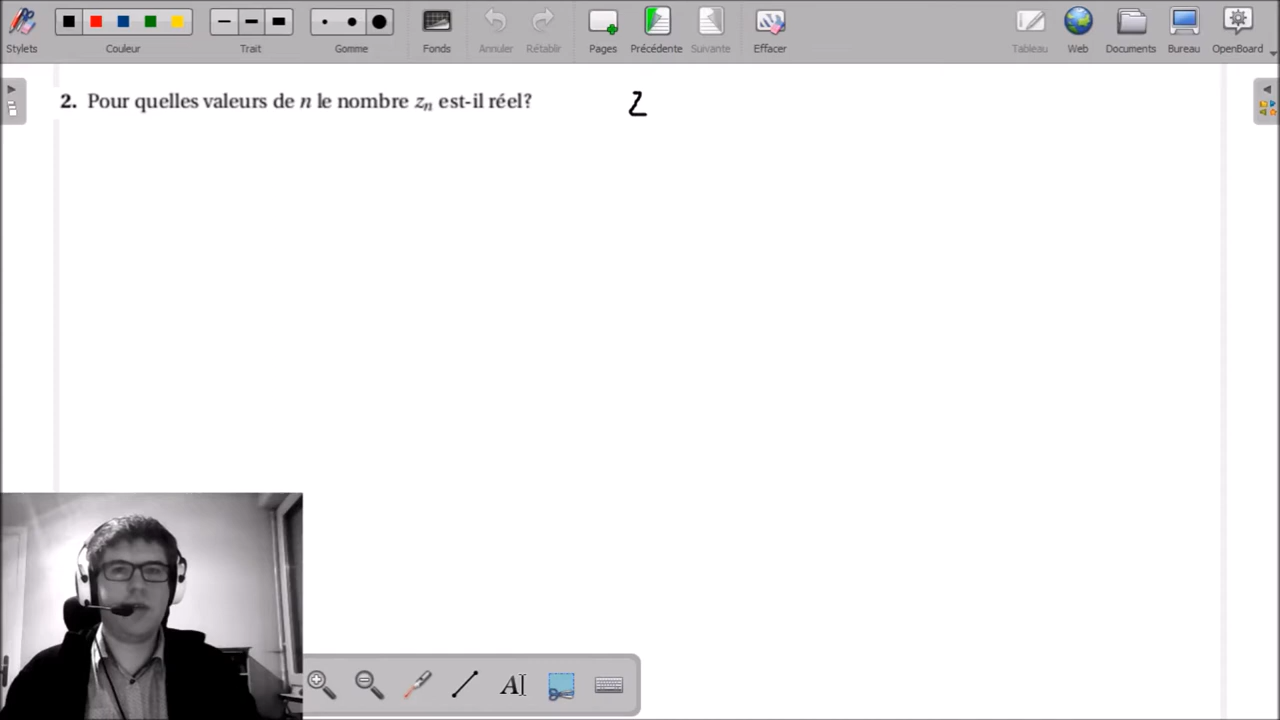 Stylets Couleur Trait Gomme Fonds Annuler Rétablir Pages Précédente Suivante Effacer Tableau Web Documents Bureau OpenBoard
2. Pour quelles valeurs de n le nombre zn est-il réel? Z
A